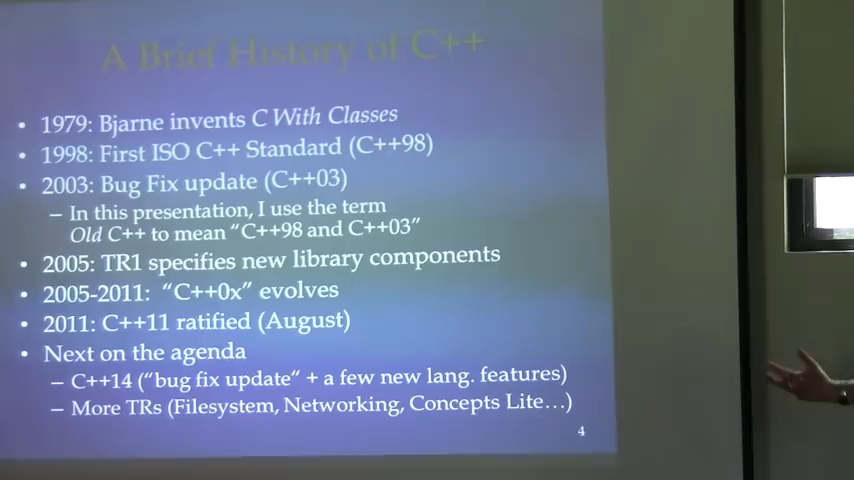 A Brief History of C++
• 1979: Bjarne invents C With Classes
• 1998: First ISO C++ Standard (C++98)
• 2003: Bug Fix update (C++03)
– In this presentation, I use the term
Old C++ to mean “C++98 and C++03”
• 2005: TR1 specifies new library components
• 2005-2011: “C++0x” evolves
• 2011: C++11 ratified (August)
• Next on the agenda
– C++14 (“bug fix update“ + a few new lang. features)
– More TRs (Filesystem, Networking, Concepts Lite…)
4